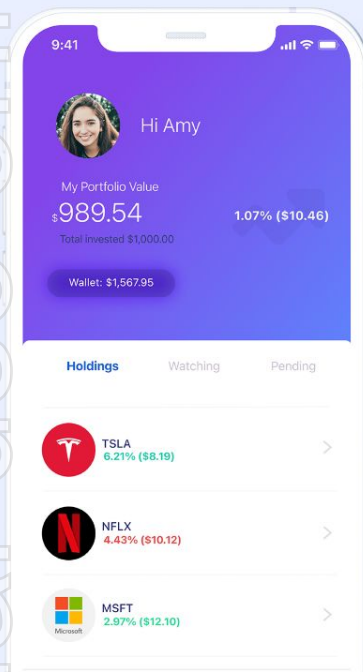 9:41
Hi Amy
My Portfolio Value
$989.54
1.07% ($10.46)
Total invested $1,000.00
Wallet: $1,567.95
Holdings Watching Pending
TSLA
6.21% ($8.19)
NFLX
4.43% ($10.12)
MSFT
2.97% ($12.10)
Microsoft